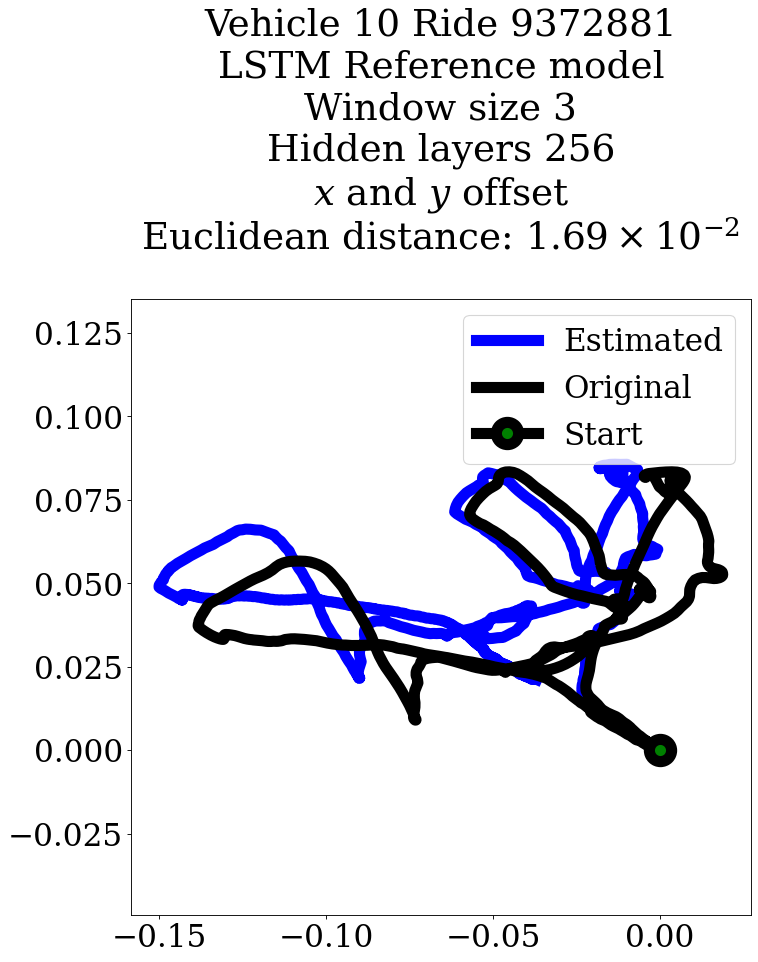 Vehicle 10 Ride 9372881
LSTM Reference model
Window size 3
Hidden layers 256
x and y offset
Euclidean distance: 1.69 × 10⁻²
Estimated
Original
Start
0.125
0.100
0.075
0.050
0.025
0.000
−0.025
−0.15 −0.10 −0.05 0.00